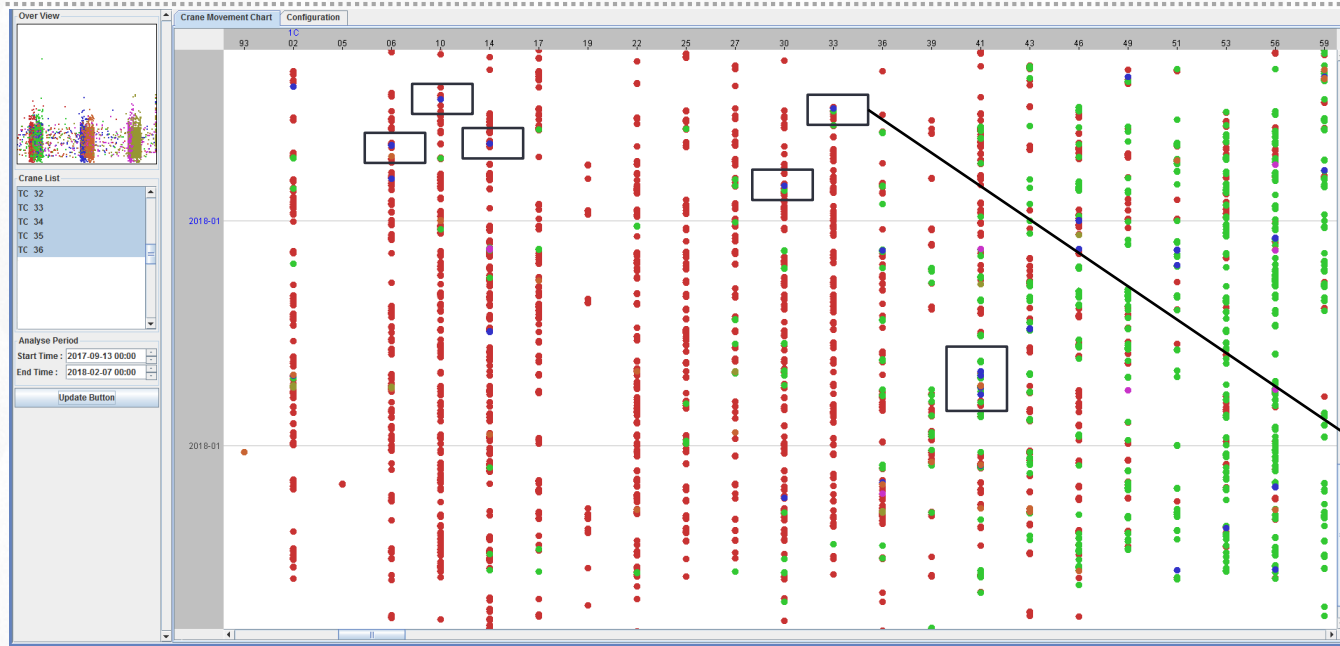 Over View
Crane Movement Chart Configuration
1C
93 02 05 06 10 14 17 19 22 25 27 30 33 36 39 41 43 46 49 51 53 56 59
Crane List
TC 32
TC 33
TC 34
TC 35
TC 36
2018-01
Analyse Period
Start Time : 2017-09-13 00:00
End Time : 2018-02-07 00:00
Update Button
2018-01